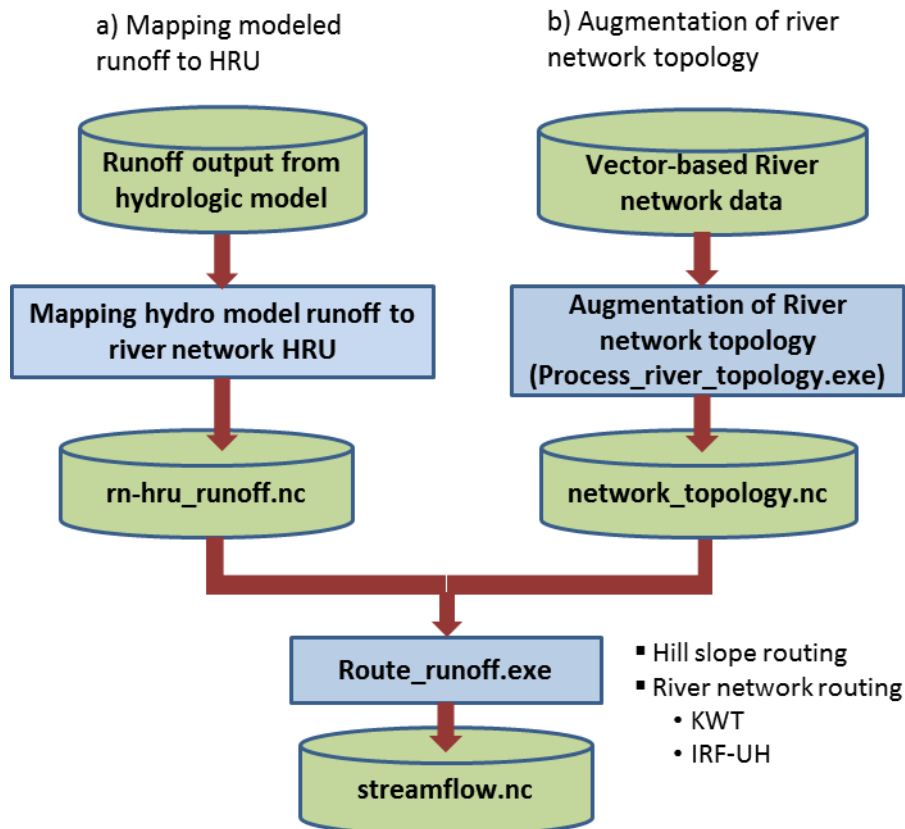 a) Mapping modeled
runoff to HRU
b) Augmentation of river
network topology
Runoff output from
hydrologic model
Vector-based River
network data
Mapping hydro model runoff to
river network HRU
Augmentation of River
network topology
(Process_river_topology.exe)
rn-hru_runoff.nc
network_topology.nc
Route_runoff.exe
▪ Hill slope routing
▪ River network routing
• KWT
• IRF-UH
streamflow.nc